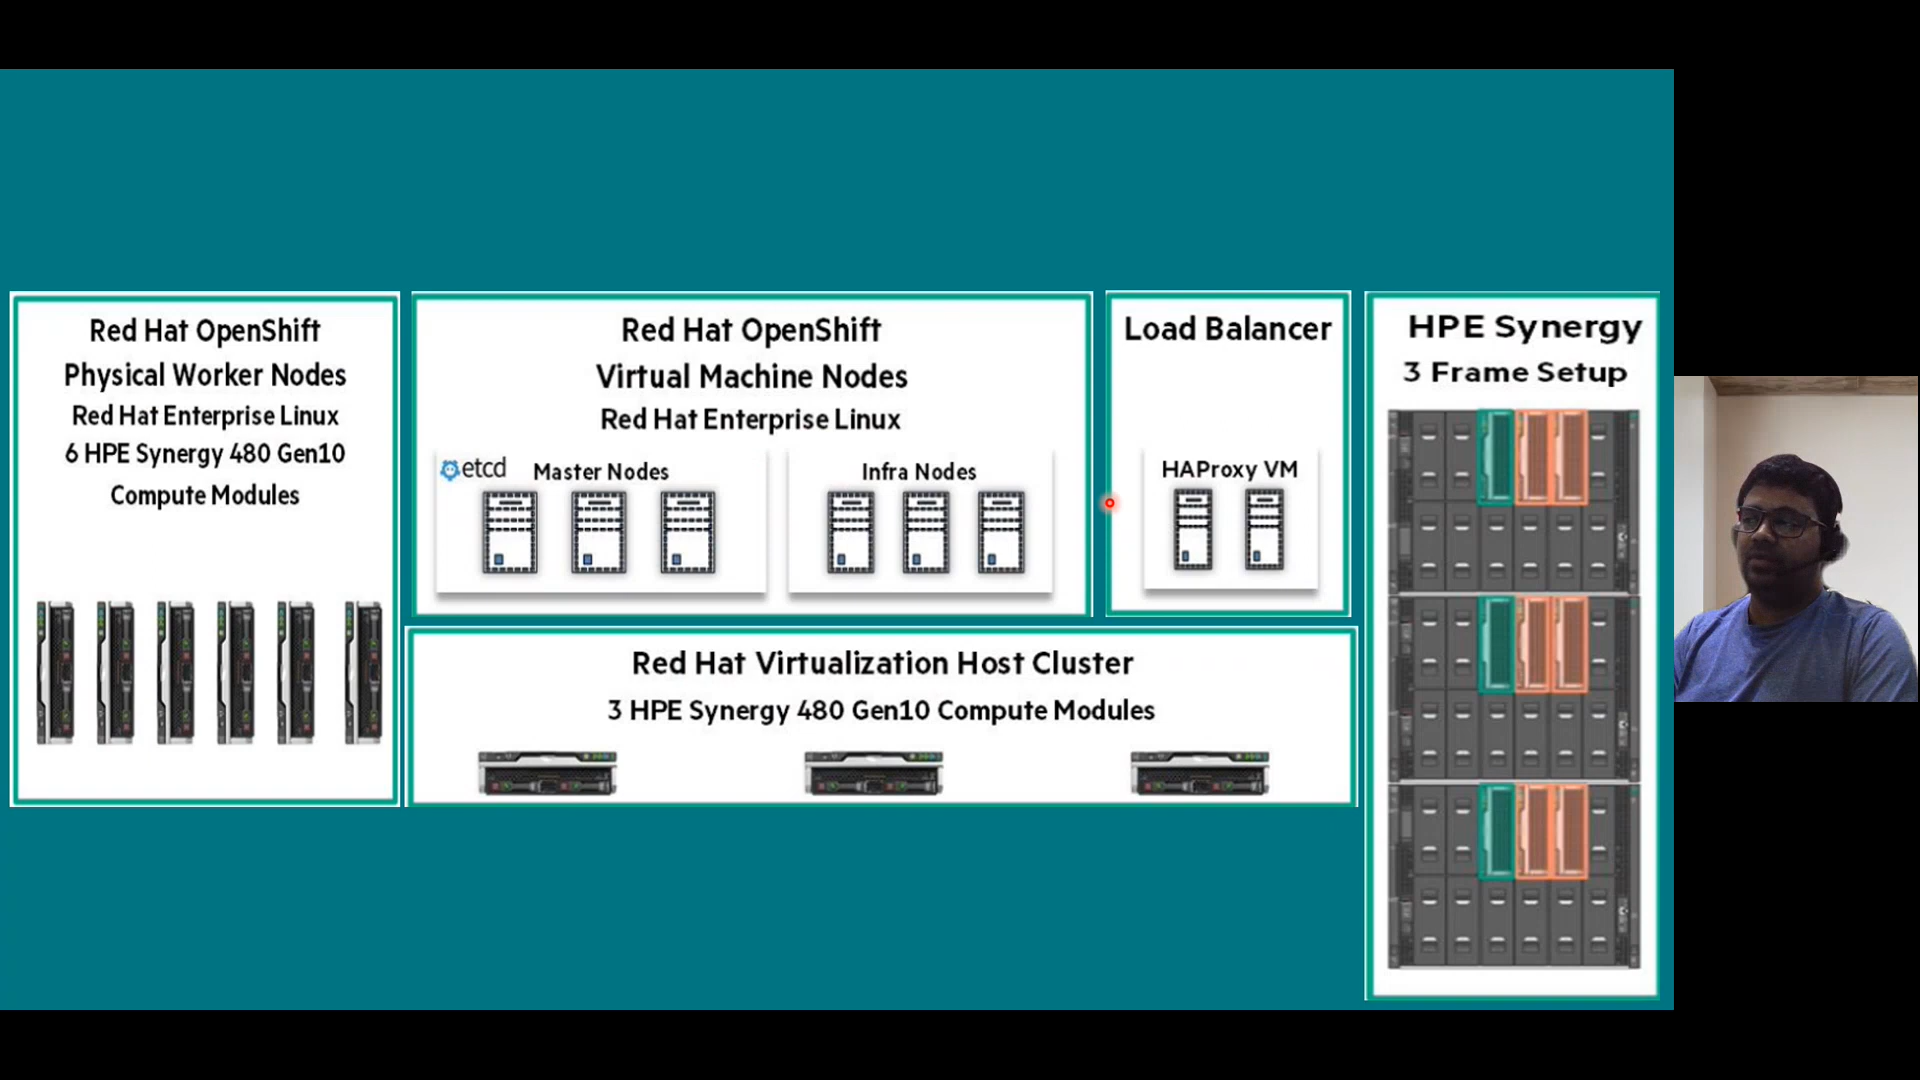 Red Hat OpenShift
Physical Worker Nodes
Red Hat Enterprise Linux
6 HPE Synergy 480 Gen10
Compute Modules
Red Hat OpenShift
Virtual Machine Nodes
Red Hat Enterprise Linux
etcd
Master Nodes
Infra Nodes
Load Balancer
HAProxy VM
Red Hat Virtualization Host Cluster
3 HPE Synergy 480 Gen10 Compute Modules
HPE Synergy
3 Frame Setup